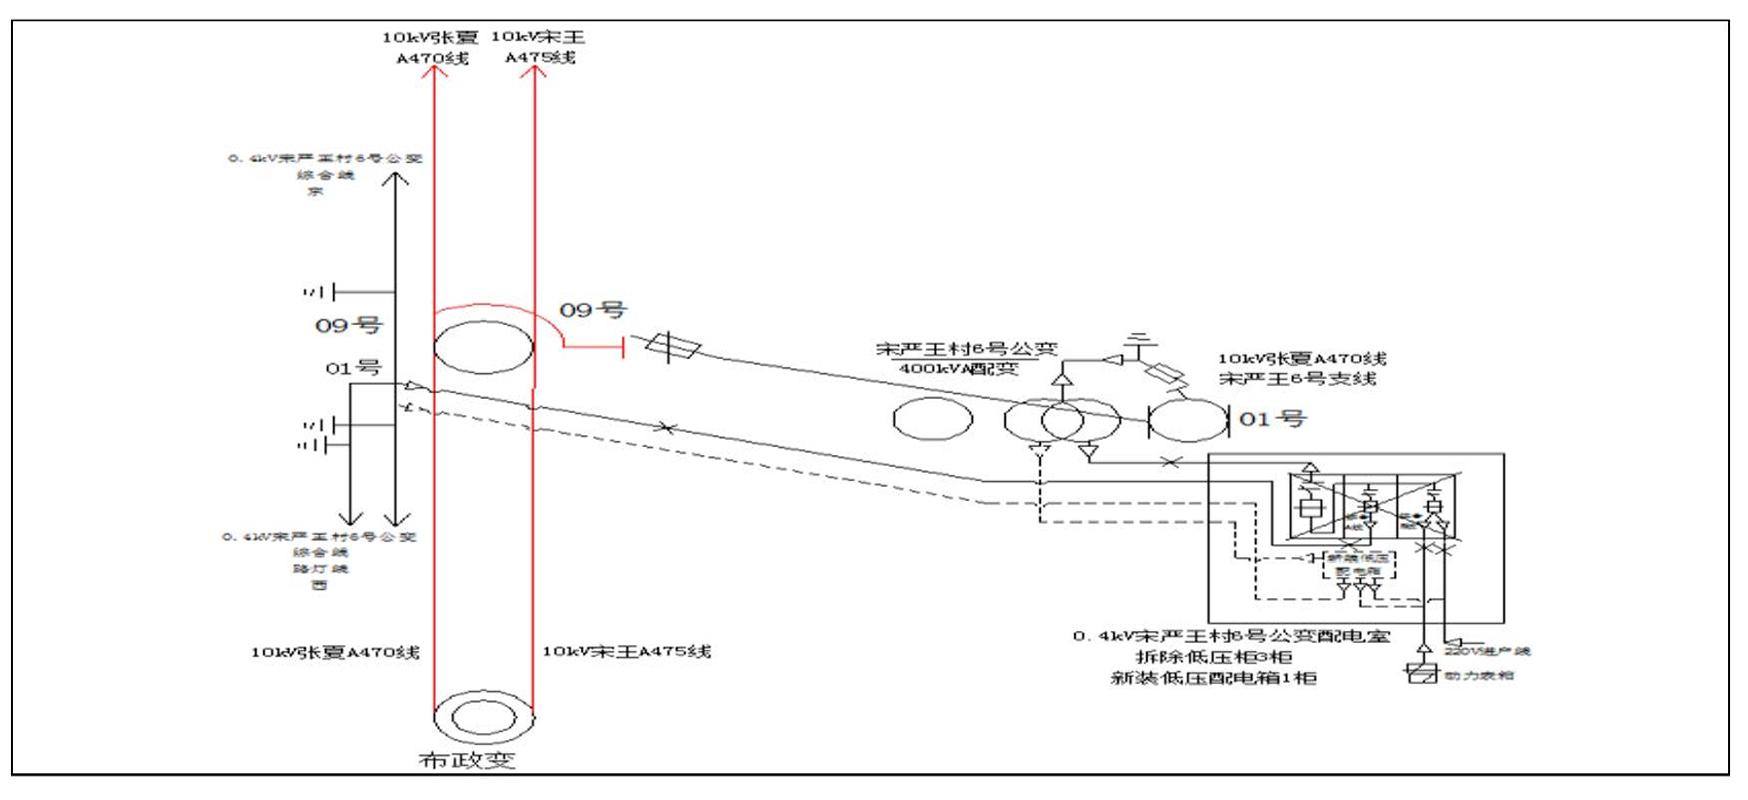 10kV张夏
A470线
10kV宋王
A475线
0.4kV宋严王村6号公变
综合线
东
09号
09号
01号
宋严王村6号公变
400kVA配变
10kV张夏A470线
宋严王6号支线
01号
0.4kV宋严王村6号公变
综合线
路灯线
西
新装低压
配电箱
0.4kV宋严王村6号公变配电室
拆除低压柜3柜
新装低压配电箱1柜
220V进户线
动力表箱
10kV张夏A470线
10kV宋王A475线
布政变